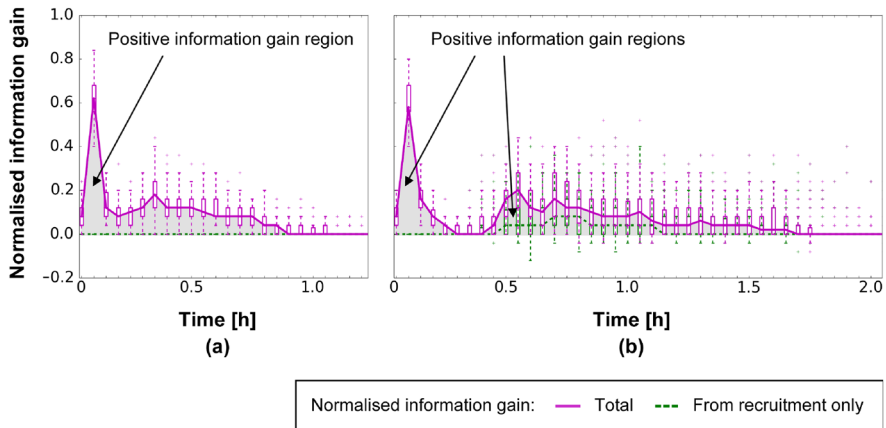 Normalised information gain
1.0
0.8
0.6
0.4
0.2
0.0
−0.2
Positive information gain region
Positive information gain regions
0
0.5
1.0
0
0.5
1.0
1.5
2.0
Time [h]
Time [h]
(a)
(b)
Normalised information gain: Total From recruitment only